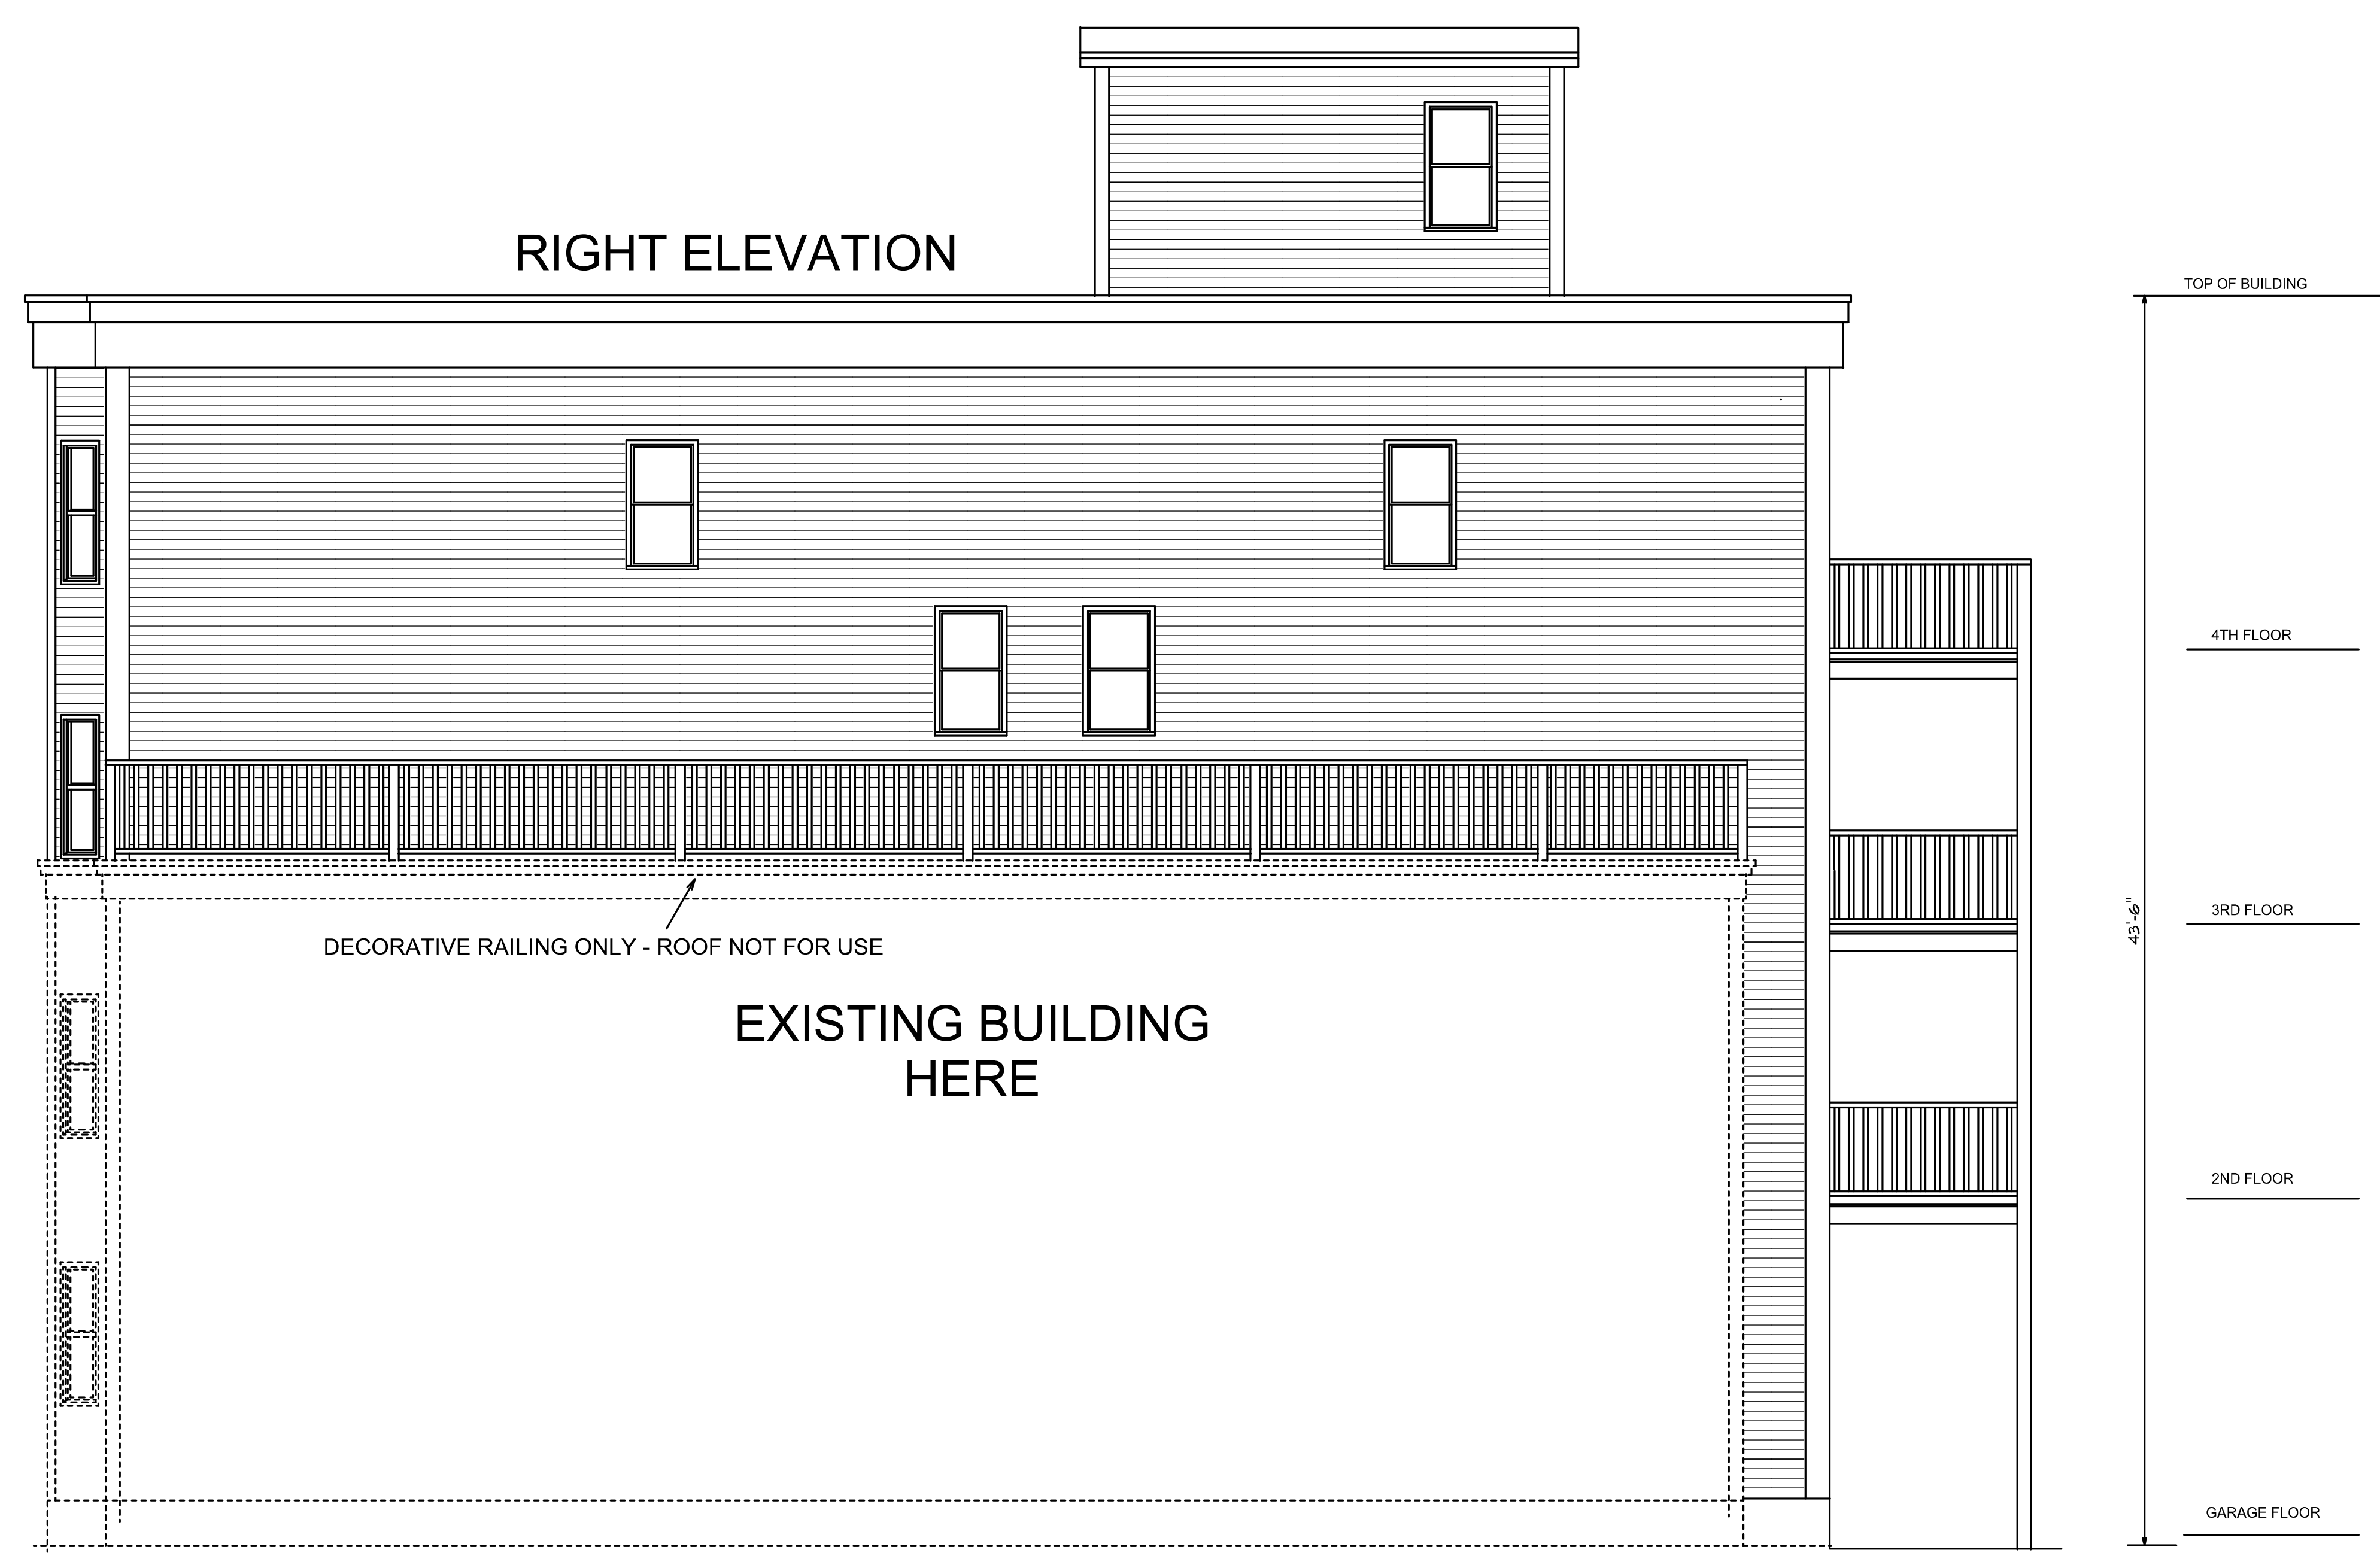 RIGHT ELEVATION
TOP OF BUILDING
4TH FLOOR
3RD FLOOR
43'-6"
DECORATIVE RAILING ONLY - ROOF NOT FOR USE
EXISTING BUILDING
HERE
2ND FLOOR
GARAGE FLOOR